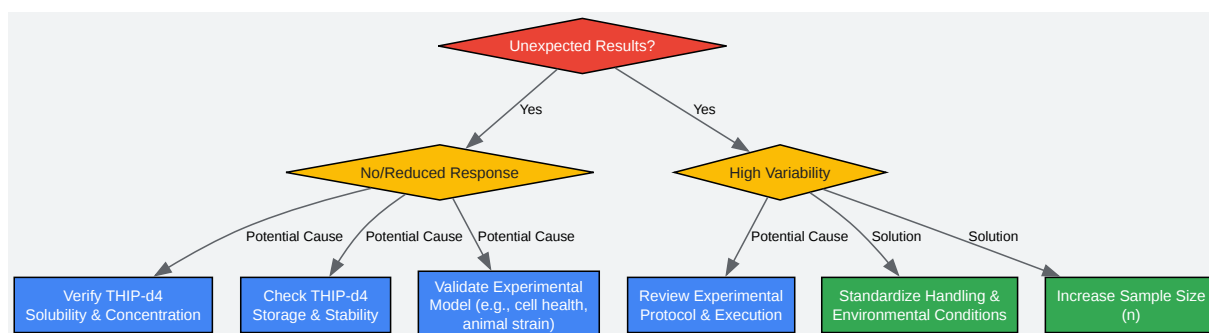 Unexpected Results?
Yes
Yes
No/Reduced Response
High Variability
Potential Cause
Potential Cause
Potential Cause
Potential Cause
Solution
Solution
Verify THIP-d4
Solubility & Concentration
Check THIP-d4
Storage & Stability
Validate Experimental
Model (e.g., cell health,
animal strain)
Review Experimental
Protocol & Execution
Standardize Handling &
Environmental Conditions
Increase Sample Size
(n)